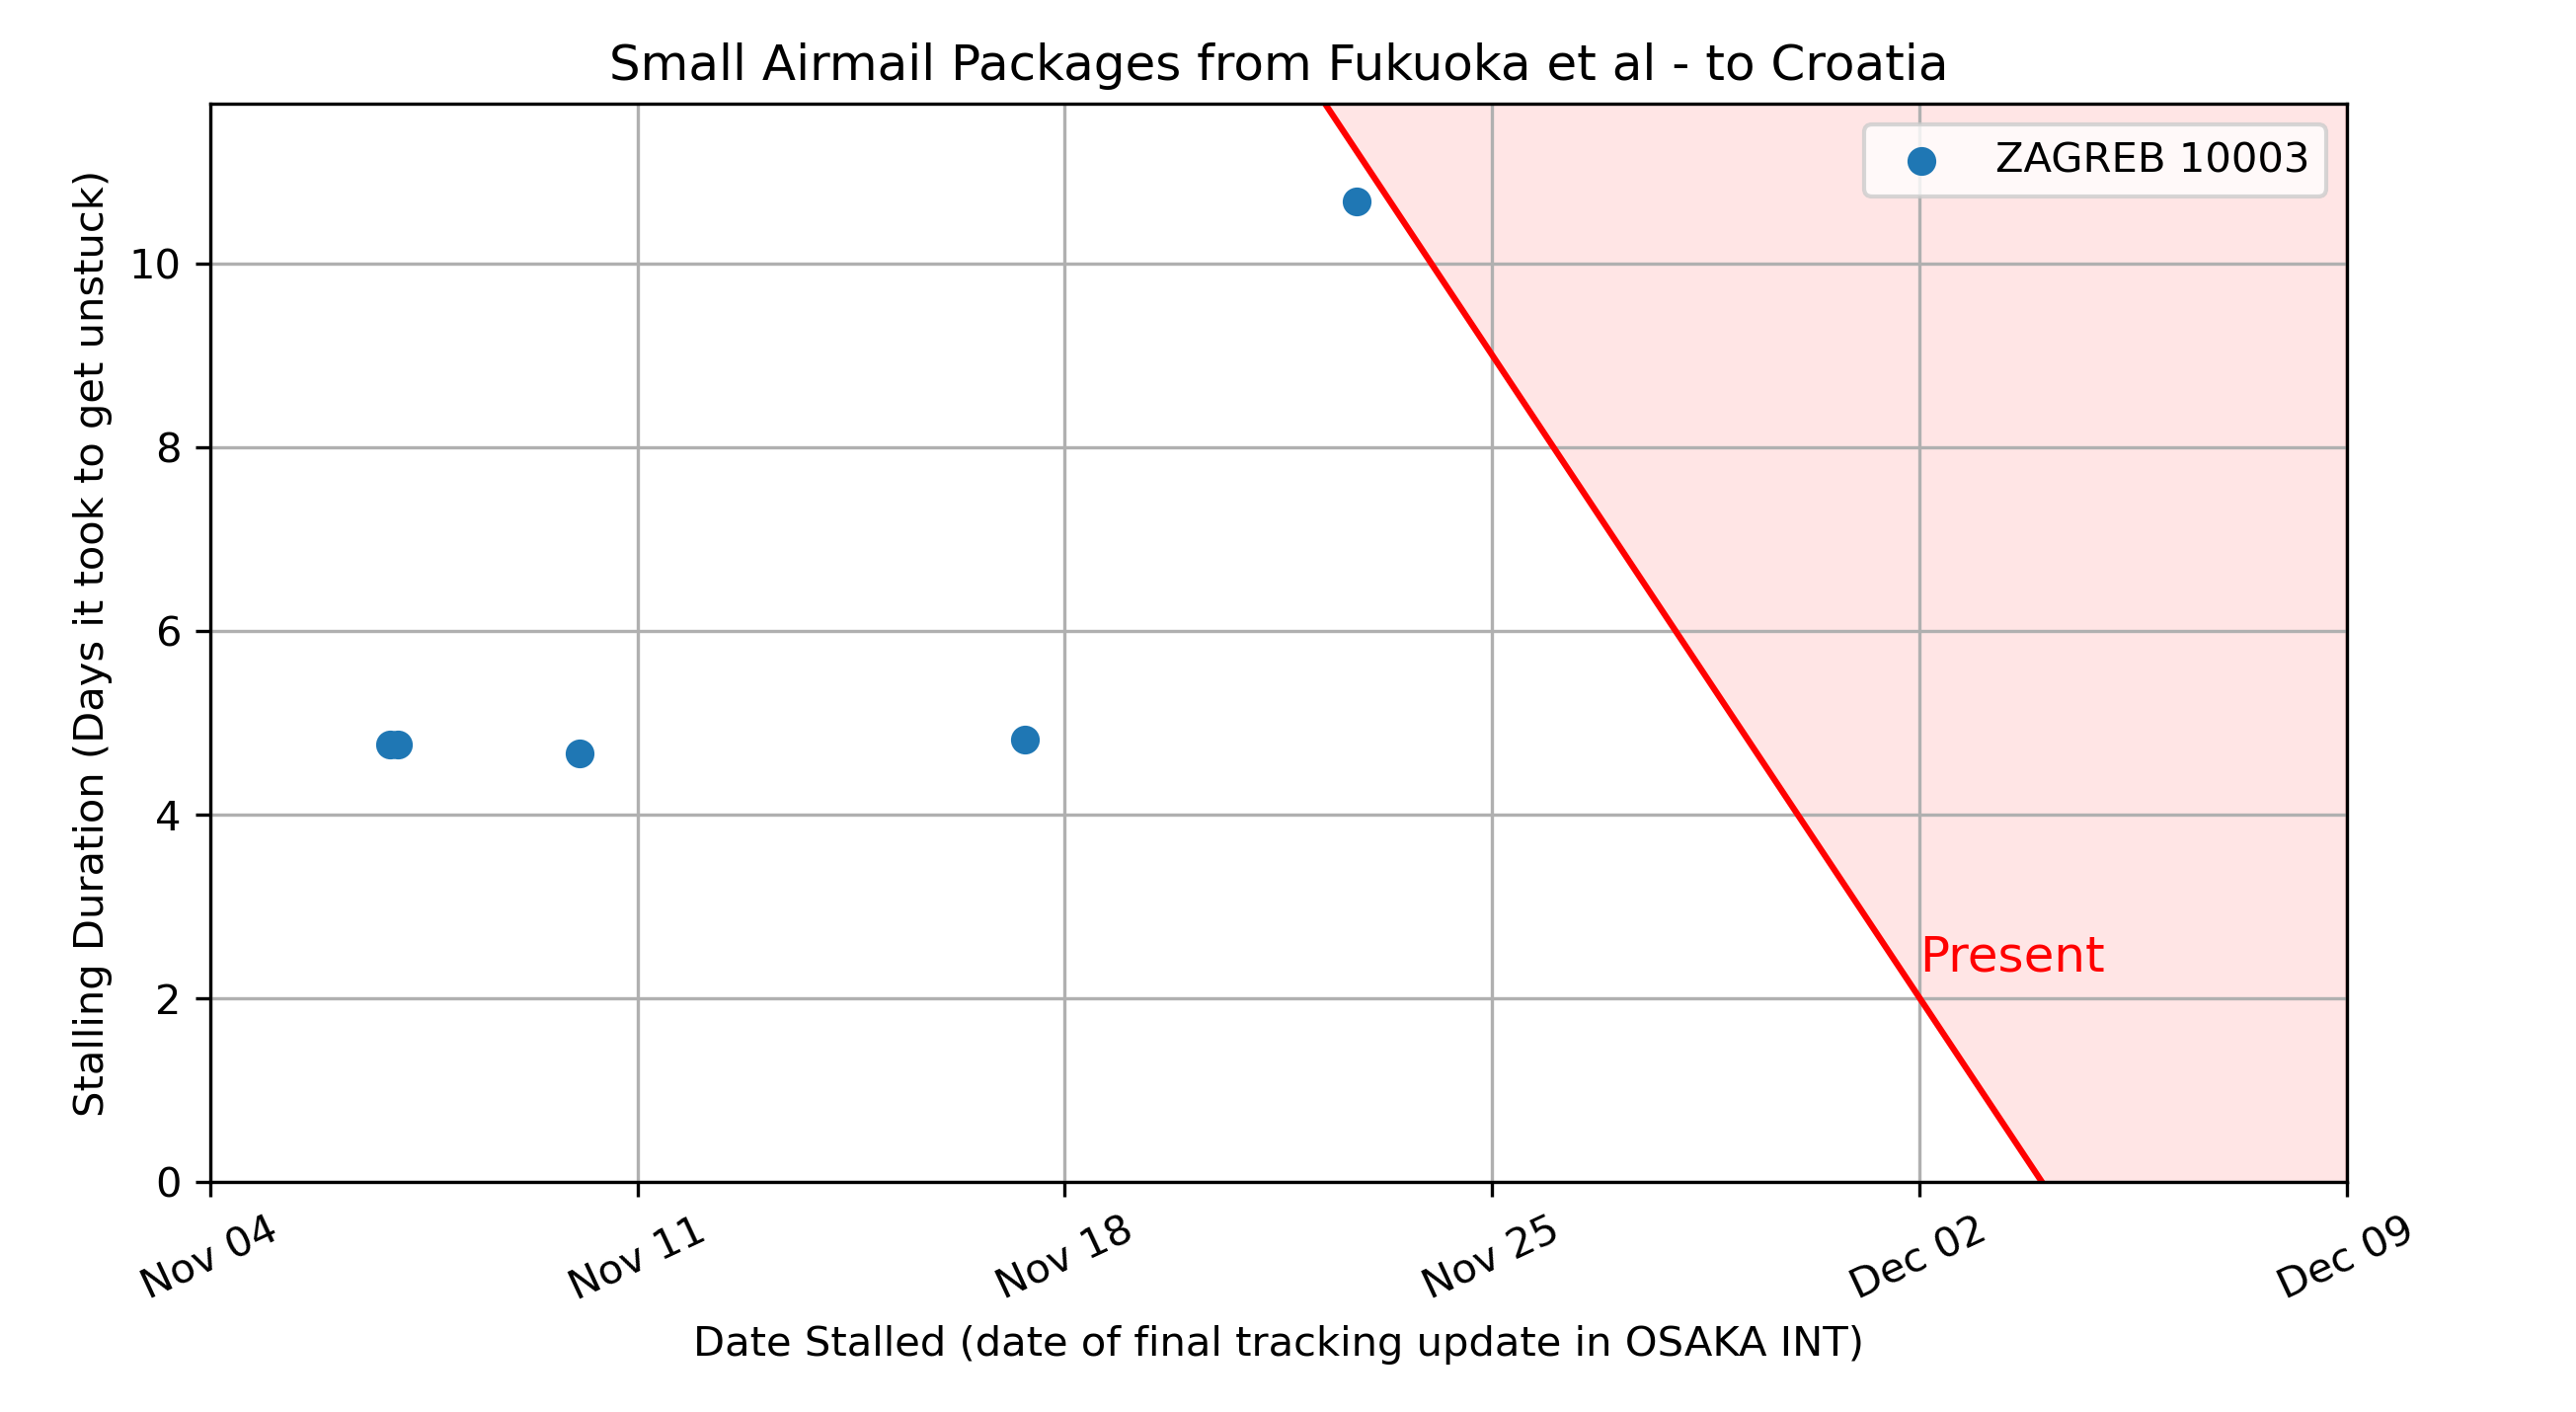 Small Airmail Packages from Fukuoka et al - to Croatia
ZAGREB 10003
Stalling Duration (Days it took to get unstuck)
10
8
6
4
2
0
Present
Nov 04
Nov 11
Nov 18
Nov 25
Dec 02
Dec 09
Date Stalled (date of final tracking update in OSAKA INT)